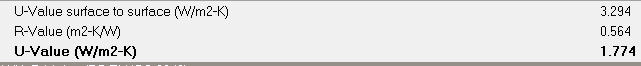 U-Value surface to surface (W/m2-K) 3.294
R-Value (m2-K/W) 0.564
U-Value (W/m2-K) 1.774